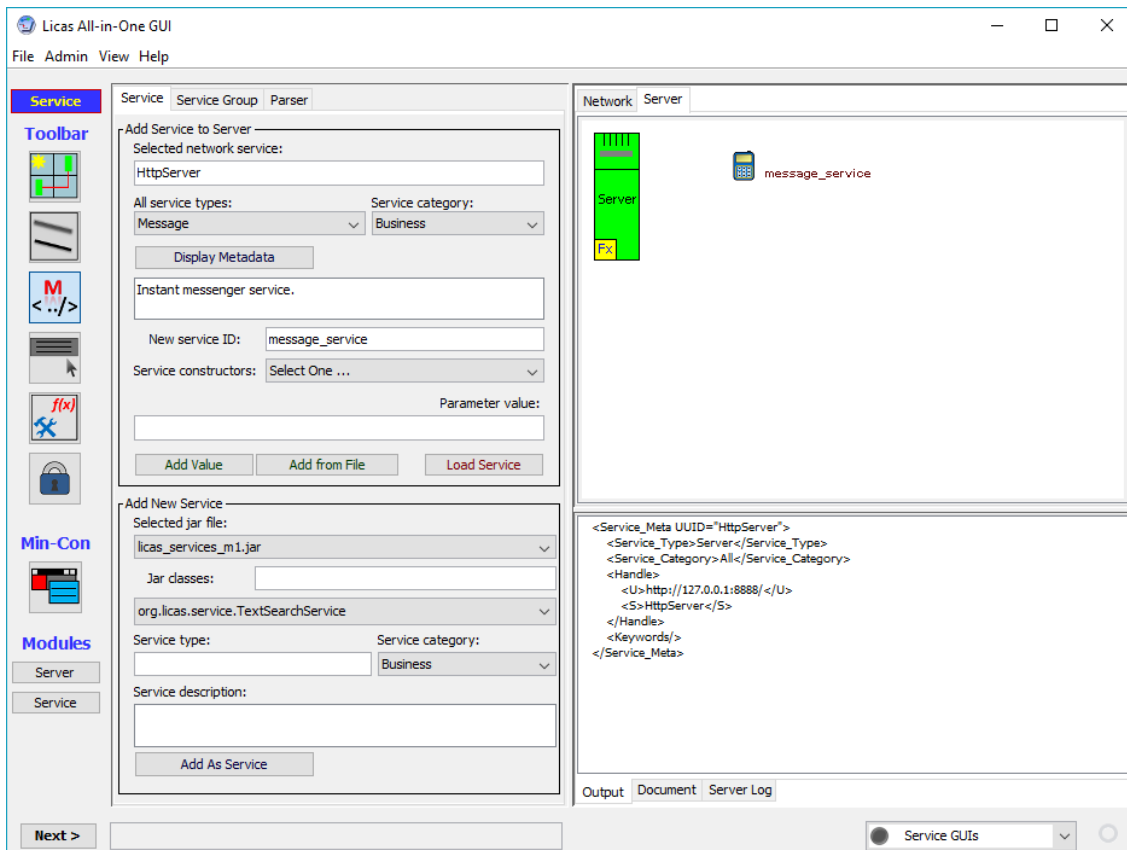 Licas All-in-One GUI
File Admin View Help
Service
Toolbar
M
<../>
f(x)
Min-Con
Modules
Server
Service
Next >
Service Service Group Parser
Add Service to Server
Selected network service:
HttpServer
All service types: Service category:
Message Business
Display Metadata
Instant messenger service.
New service ID: message_service
Service constructors: Select One ...
Parameter value:
Add Value Add from File Load Service
Add New Service
Selected jar file:
licas_services_m1.jar
Jar classes:
org.licas.service.TextSearchService
Service type: Service category:
Business
Service description:
Add As Service
Network Server
Server
Fx
message_service
<Service_Meta UUID="HttpServer">
<Service_Type>Server</Service_Type>
<Service_Category>All</Service_Category>
<Handle>
<U>http://127.0.0.1:8888/</U>
<S>HttpServer</S>
</Handle>
<Keywords/>
</Service_Meta>
Output Document Server Log
Service GUIs